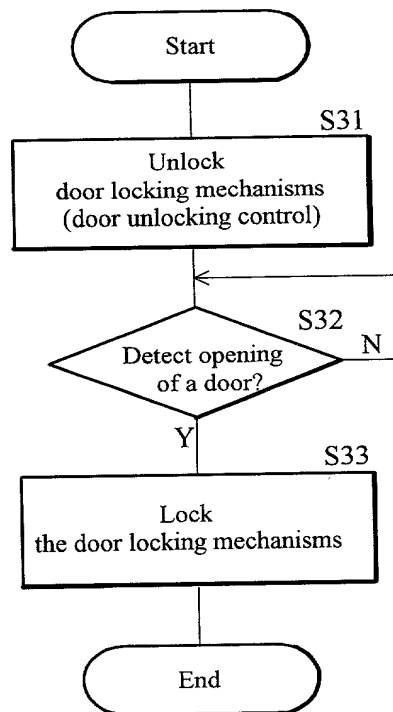 Start
S31
Unlock
door locking mechanisms
(door unlocking control)
S32
Detect opening
of a door?
N
Y
S33
Lock
the door locking mechanisms
End